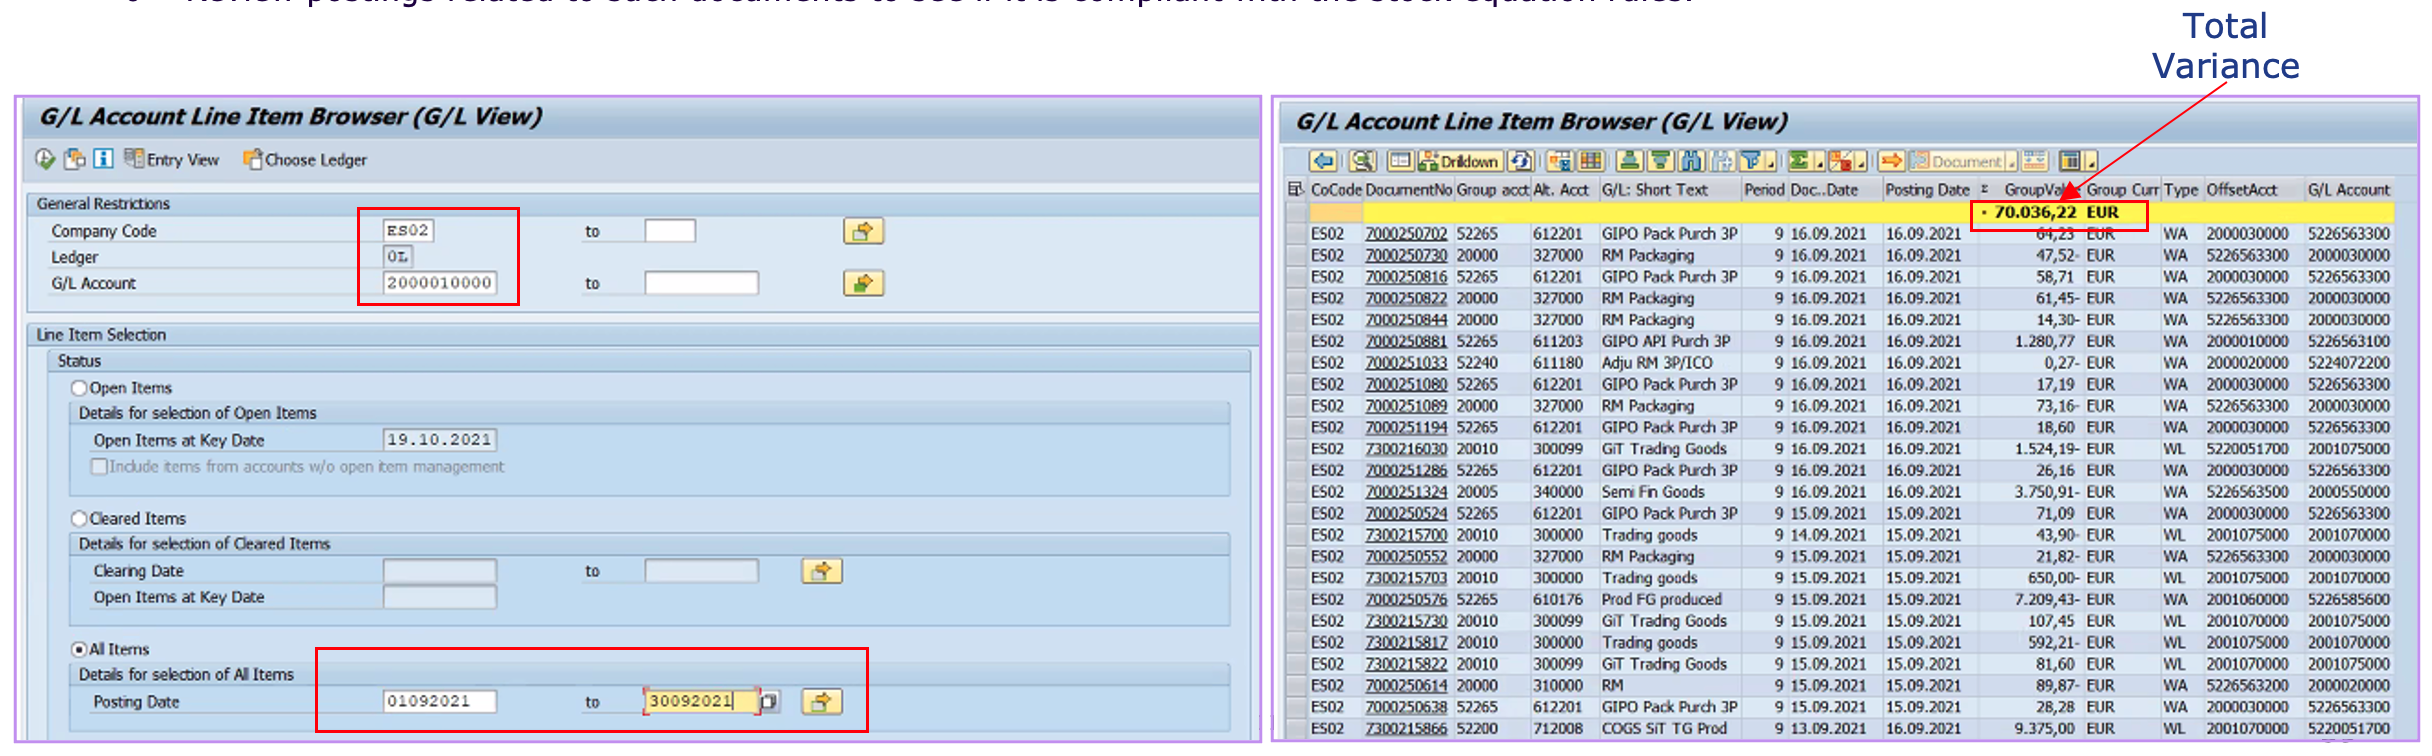 Review postings related to such documents to see if it is compliant with the stock equation rules.
Total
Variance
G/L Account Line Item Browser (G/L View)
Entry View Choose Ledger
General Restrictions
Company Code ES02 to
Ledger 0L
G/L Account 2000010000 to
Line Item Selection
Status
Open Items
Details for selection of Open Items
Open Items at Key Date 19.10.2021
Include items from accounts w/o open item management
Cleared Items
Details for selection of Cleared Items
Clearing Date to
Open Items at Key Date
All Items
Details for selection of All Items
Posting Date 01092021 to 30092021
G/L Account Line Item Browser (G/L View)
Drilldown Document
CoCode DocumentNo Group acct Alt. Acct G/L: Short Text Period Doc..Date Posting Date Σ GroupVal Group Curr Type OffsetAcct G/L Account
▪ 70.036,22 EUR
ES02 7000250702 52265 612201 GIPO Pack Purch 3P 9 16.09.2021 16.09.2021 64,23 EUR WA 2000030000 5226563300
ES02 7000250730 20000 327000 RM Packaging 9 16.09.2021 16.09.2021 47,52- EUR WA 5226563300 2000030000
ES02 7000250816 52265 612201 GIPO Pack Purch 3P 9 16.09.2021 16.09.2021 58,71 EUR WA 2000030000 5226563300
ES02 7000250822 20000 327000 RM Packaging 9 16.09.2021 16.09.2021 61,45- EUR WA 5226563300 2000030000
ES02 7000250844 20000 327000 RM Packaging 9 16.09.2021 16.09.2021 14,30- EUR WA 5226563300 2000030000
ES02 7000250881 52265 611203 GIPO API Purch 3P 9 16.09.2021 16.09.2021 1.280,77 EUR WA 2000010000 5226563100
ES02 7000251033 52240 611180 Adju RM 3P/ICO 9 16.09.2021 16.09.2021 0,27- EUR WA 2000020000 5224072200
ES02 7000251080 52265 612201 GIPO Pack Purch 3P 9 16.09.2021 16.09.2021 17,19 EUR WA 2000030000 5226563300
ES02 7000251089 20000 327000 RM Packaging 9 16.09.2021 16.09.2021 73,16- EUR WA 5226563300 2000030000
ES02 7000251194 52265 612201 GIPO Pack Purch 3P 9 16.09.2021 16.09.2021 18,60 EUR WA 2000030000 5226563300
ES02 7300216030 20010 300099 GiT Trading Goods 9 16.09.2021 16.09.2021 1.524,19- EUR WL 5220051700 2001075000
ES02 7000251286 52265 612201 GIPO Pack Purch 3P 9 16.09.2021 16.09.2021 26,16 EUR WA 2000030000 5226563300
ES02 7000251324 20005 340000 Semi Fin Goods 9 16.09.2021 16.09.2021 3.750,91- EUR WA 5226563500 2000550000
ES02 7000250524 52265 612201 GIPO Pack Purch 3P 9 15.09.2021 15.09.2021 71,09 EUR WA 2000030000 5226563300
ES02 7300215700 20010 300000 Trading goods 9 14.09.2021 15.09.2021 43,90- EUR WL 2001075000 2001070000
ES02 7000250552 20000 327000 RM Packaging 9 15.09.2021 15.09.2021 21,82- EUR WA 5226563300 2000030000
ES02 7300215703 20010 300000 Trading goods 9 15.09.2021 15.09.2021 650,00- EUR WL 2001075000 2001070000
ES02 7000250576 52265 610176 Prod FG produced 9 15.09.2021 15.09.2021 7.209,43- EUR WA 2001060000 5226585600
ES02 7300215730 20010 300099 GiT Trading Goods 9 15.09.2021 15.09.2021 107,45 EUR WL 2001070000 2001075000
ES02 7300215817 20010 300000 Trading goods 9 15.09.2021 15.09.2021 592,21- EUR WL 2001075000 2001070000
ES02 7300215822 20010 300099 GiT Trading Goods 9 15.09.2021 15.09.2021 81,60 EUR WL 2001070000 2001075000
ES02 7000250614 20000 310000 RM 9 15.09.2021 15.09.2021 89,87- EUR WA 5226563200 2000020000
ES02 7000250638 52265 612201 GIPO Pack Purch 3P 9 15.09.2021 15.09.2021 28,28 EUR WA 2000030000 5226563300
ES02 7300215866 52200 712008 COGS SiT TG Prod 9 13.09.2021 16.09.2021 9.375,00 EUR WL 2001070000 5220051700